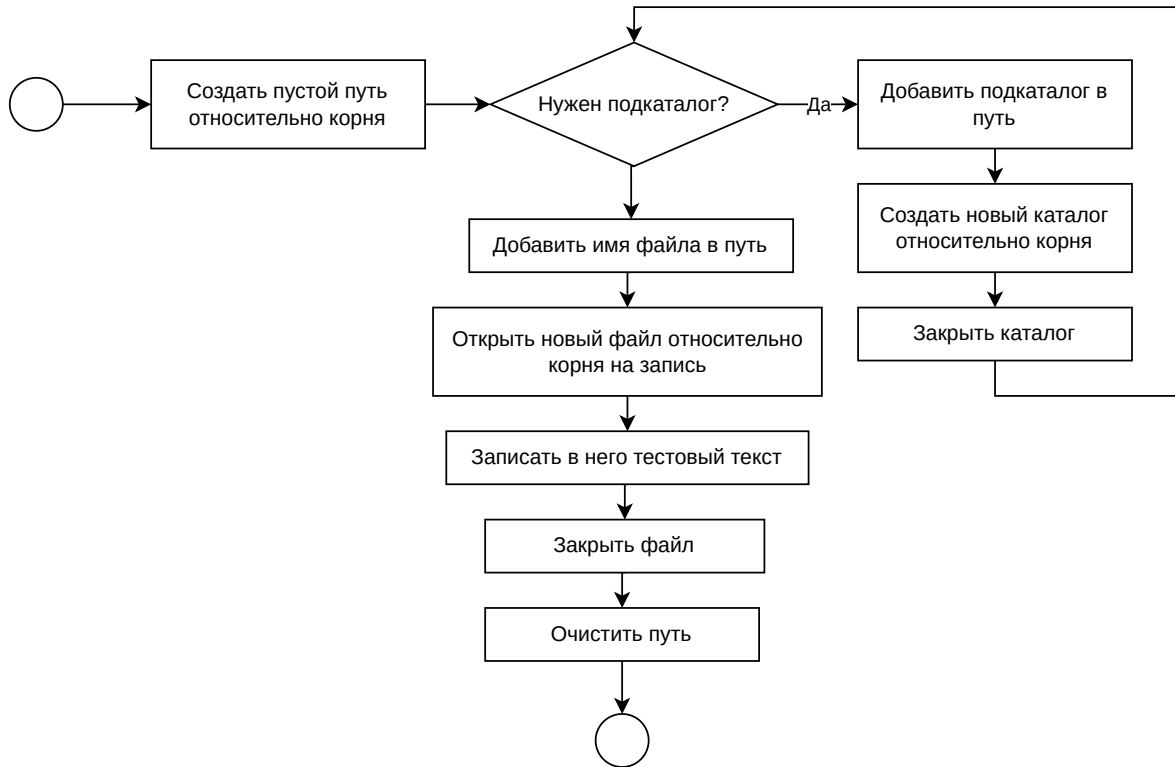 Создать пустой путь
относительно корня
Нужен подкаталог?
Да
Добавить подкаталог в
путь
Создать новый каталог
относительно корня
Закрыть каталог
Добавить имя файла в путь
Открыть новый файл относительно
корня на запись
Записать в него тестовый текст
Закрыть файл
Очистить путь